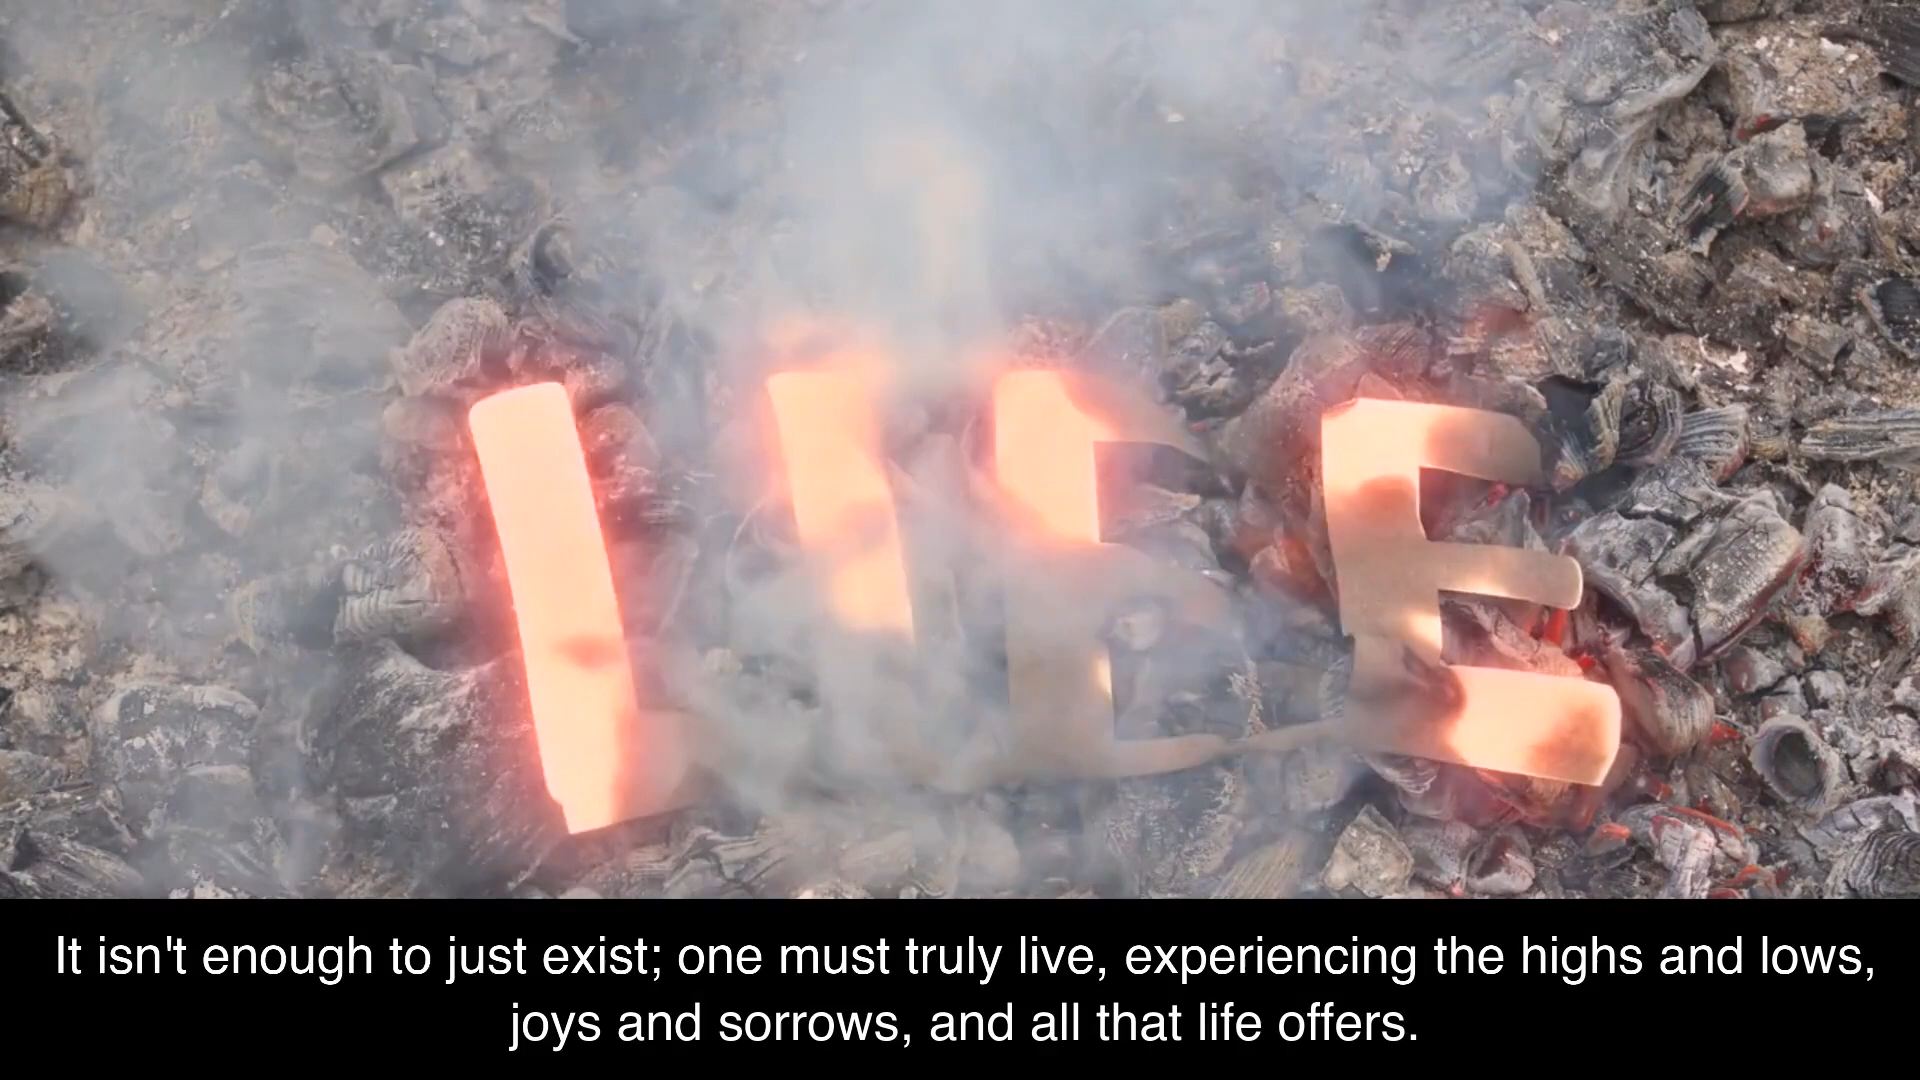 LIFE
It isn't enough to just exist; one must truly live, experiencing the highs and lows,
joys and sorrows, and all that life offers.